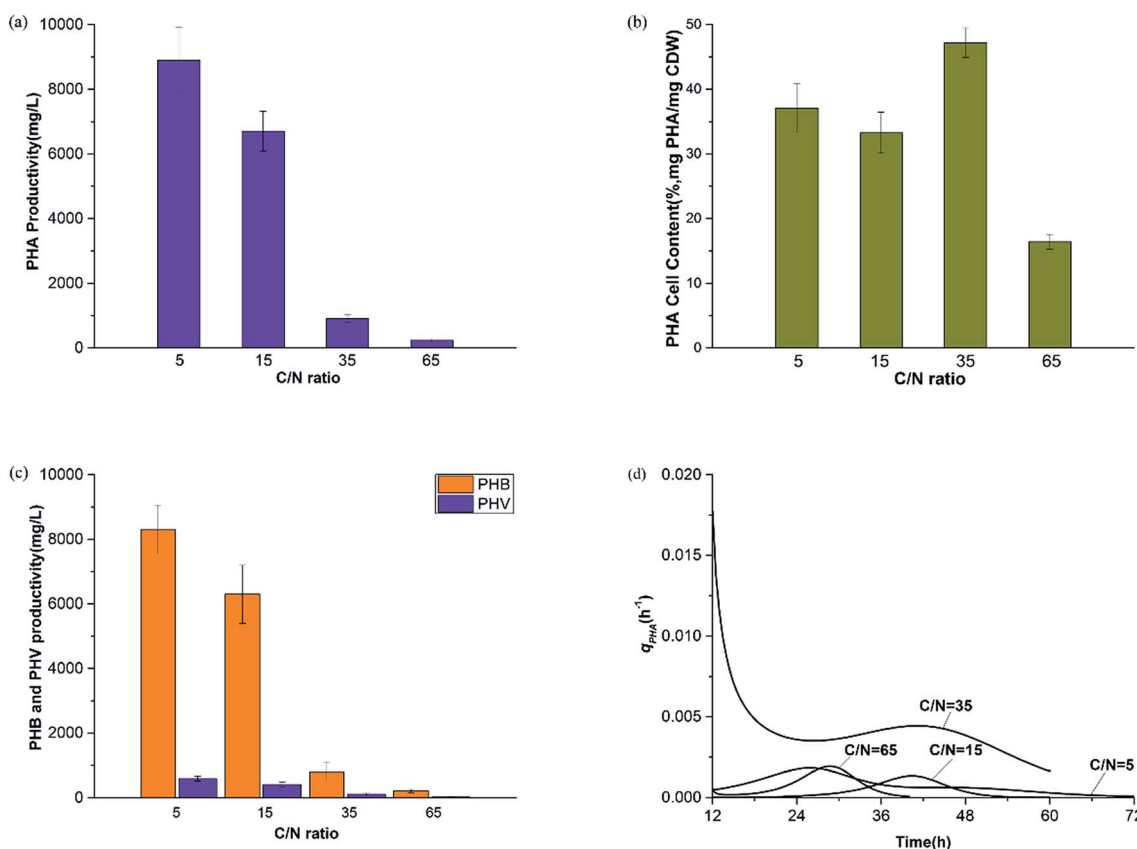 (a)
PHA Productivity(mg/L)
10000
8000
6000
4000
2000
0
5 15 35 65
C/N ratio
(b)
PHA Cell Content(%,mg PHA/mg CDW)
50
40
30
20
10
0
5 15 35 65
C/N ratio
(c)
PHB and PHV productivity(mg/L)
10000
8000
6000
4000
2000
0
PHB
PHV
5 15 35 65
C/N ratio
(d)
qPHA(h-1)
0.020
0.015
0.010
0.005
0.000
C/N=35
C/N=65
C/N=15
C/N=5
12 24 36 48 60 72
Time(h)